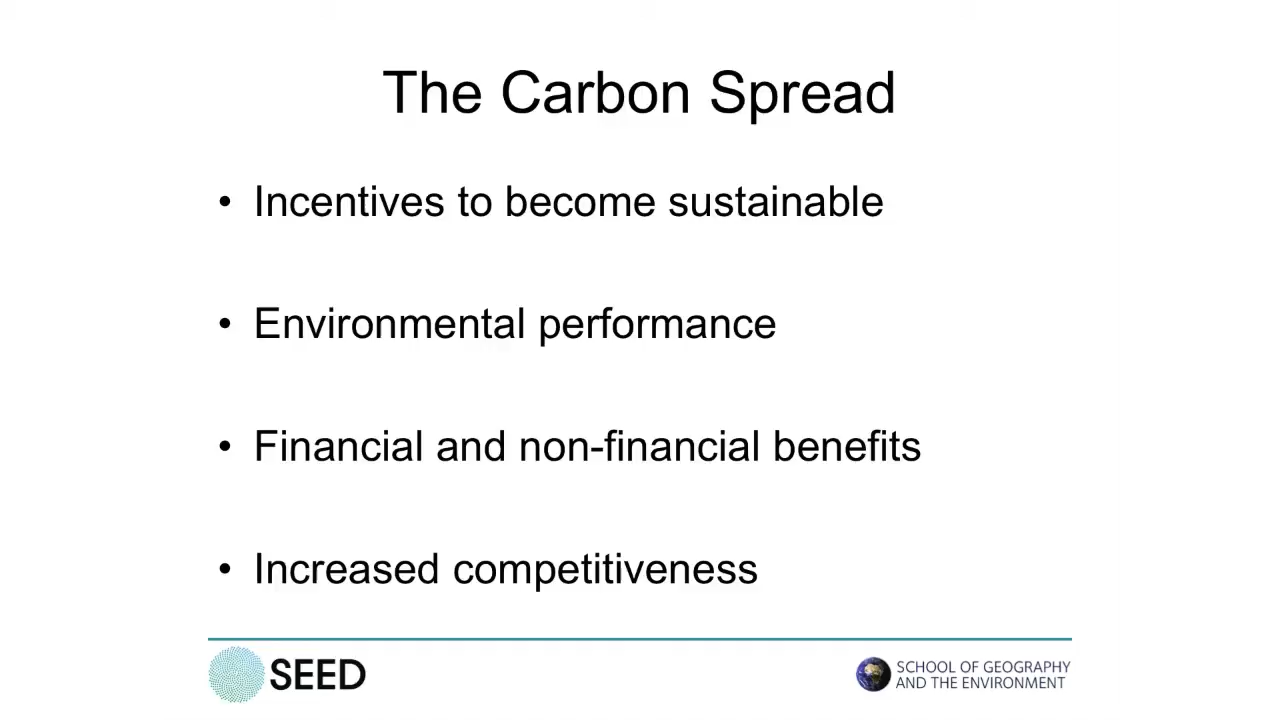 The Carbon Spread
• Incentives to become sustainable
• Environmental performance
• Financial and non-financial benefits
• Increased competitiveness
SEED
SCHOOL OF GEOGRAPHY
AND THE ENVIRONMENT